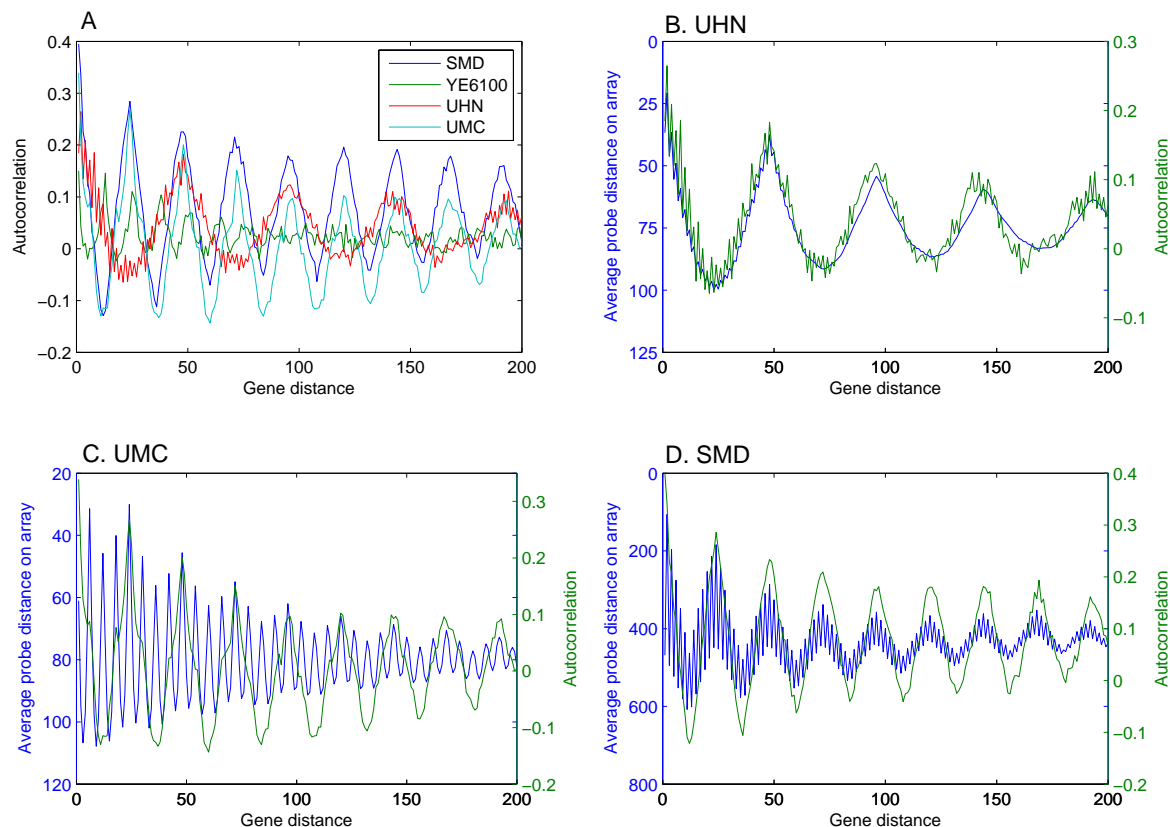 A
0.4
0.3
0.2
0.1
0
−0.1
−0.2
Autocorrelation
SMD
YE6100
UHN
UMC
0 50 100 150 200
Gene distance
B. UHN
0
25
50
75
100
125
Average probe distance on array
0.3
0.2
0.1
0
−0.1
Autocorrelation
0 50 100 150 200
Gene distance
C. UMC
20
40
60
80
100
120
Average probe distance on array
0.3
0.2
0.1
0
−0.1
−0.2
Autocorrelation
0 50 100 150 200
Gene distance
D. SMD
0
200
400
600
800
Average probe distance on array
0.4
0.3
0.2
0.1
0
−0.1
−0.2
Autocorrelation
0 50 100 150 200
Gene distance